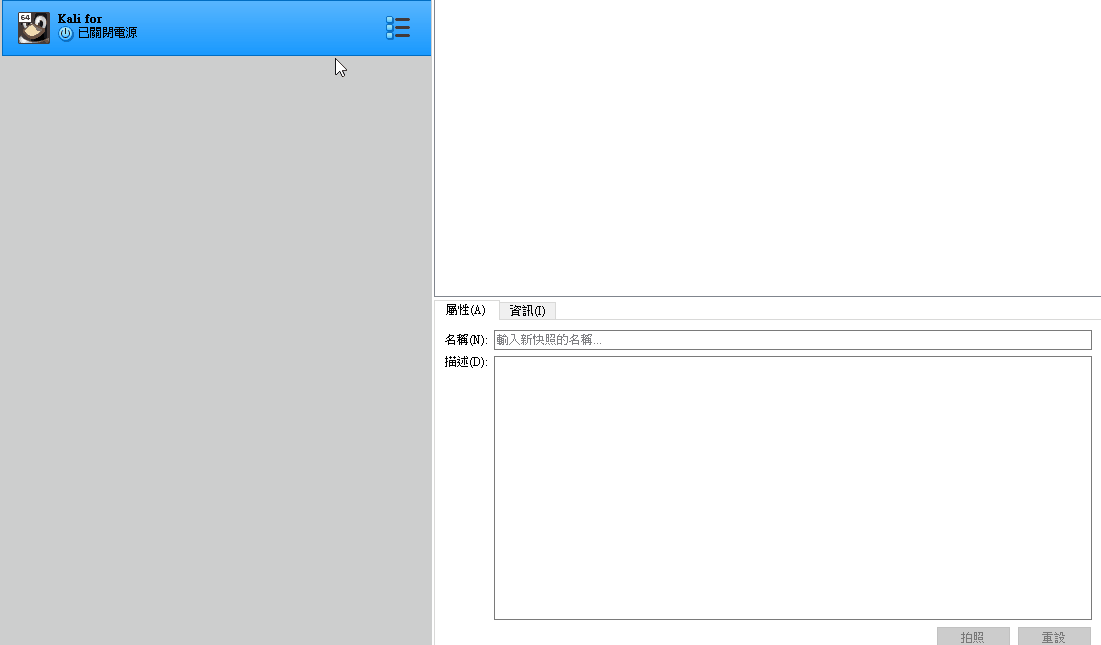 64
Kali for
已關閉電源
屬性(A)
資訊(I)
名稱(N):
輸入新快照的名稱...
描述(D):
拍照
重設